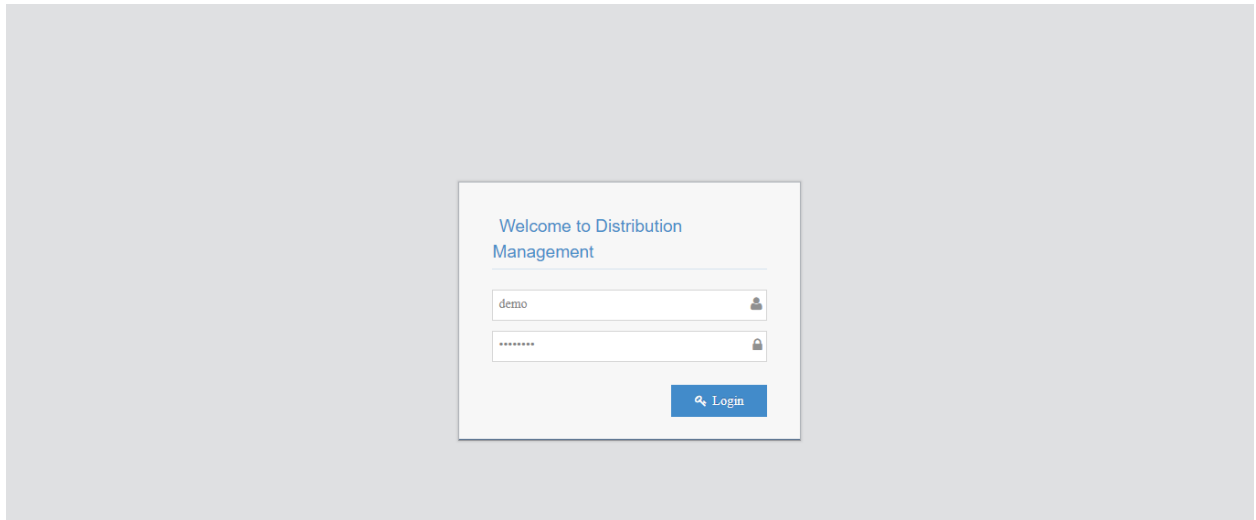 Welcome to Distribution
Management
demo
••••••••
Login